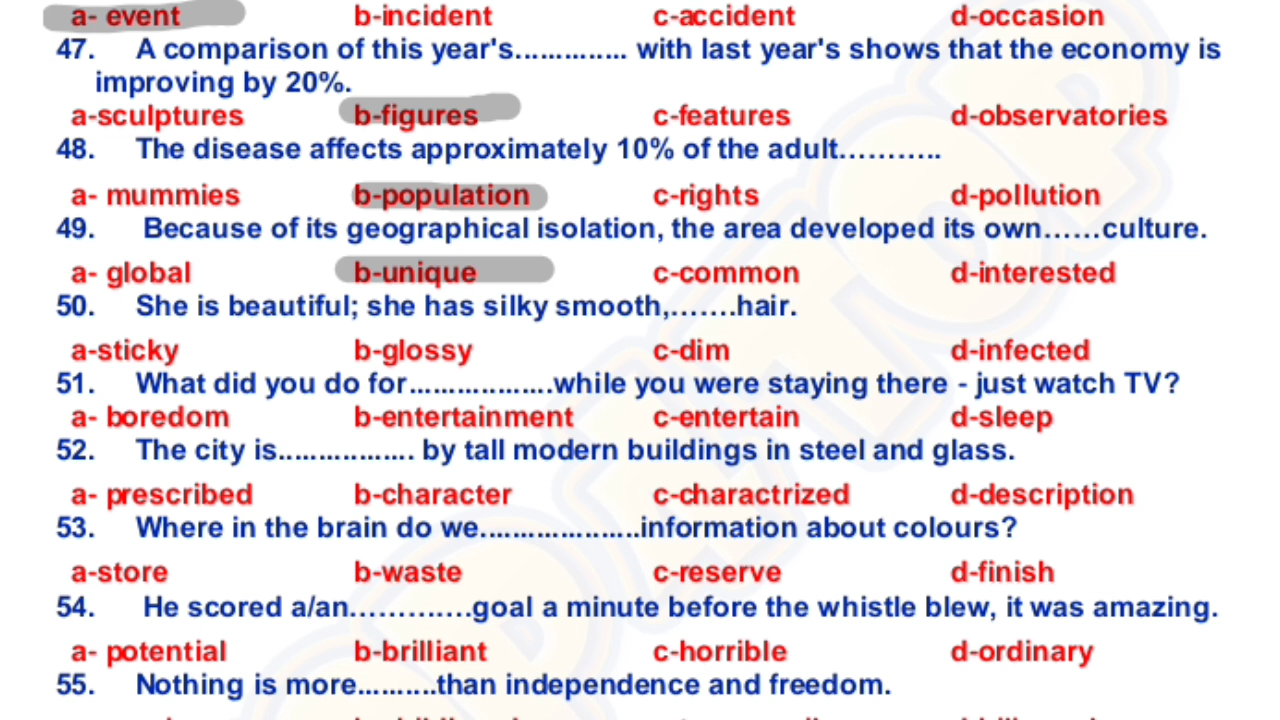 a- event b-incident c-accident d-occasion
47. A comparison of this year's.............. with last year's shows that the economy is
improving by 20%.
a-sculptures b-figures c-features d-observatories
48. The disease affects approximately 10% of the adult...........
a- mummies b-population c-rights d-pollution
49. Because of its geographical isolation, the area developed its own......culture.
a- global b-unique c-common d-interested
50. She is beautiful; she has silky smooth,.......hair.
a-sticky b-glossy c-dim d-infected
51. What did you do for..................while you were staying there - just watch TV?
a- boredom b-entertainment c-entertain d-sleep
52. The city is................. by tall modern buildings in steel and glass.
a- prescribed b-character c-charactrized d-description
53. Where in the brain do we....................information about colours?
a-store b-waste c-reserve d-finish
54. He scored a/an.............goal a minute before the whistle blew, it was amazing.
a- potential b-brilliant c-horrible d-ordinary
55. Nothing is more..........than independence and freedom.